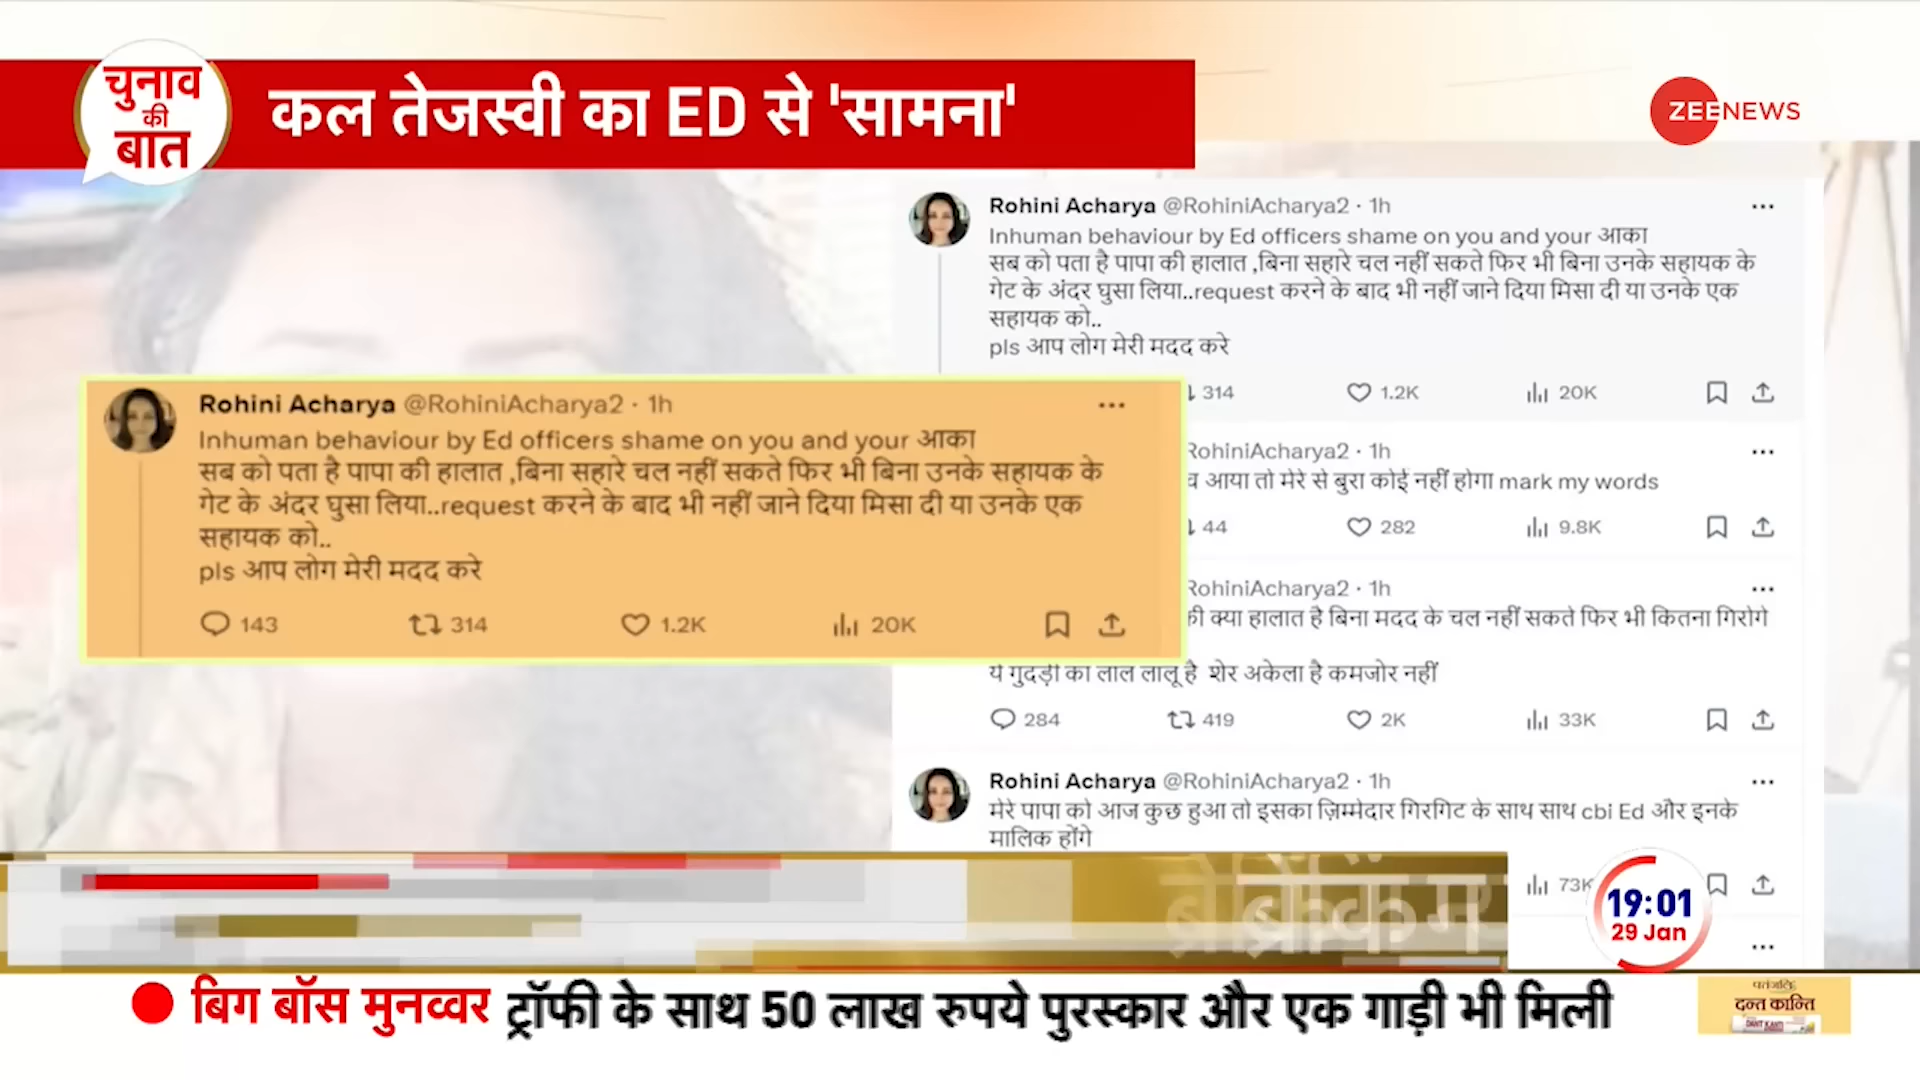 चुनाव
की
बात
कल तेजस्वी का ED से 'सामना'
ZEENEWS
Rohini Acharya @RohiniAcharya2 · 1h
Inhuman behaviour by Ed officers shame on you and your आका
सब को पता है पापा की हालात ,बिना सहारे चल नहीं सकते फिर भी बिना उनके सहायक के
गेट के अंदर घुसा लिया..request करने के बाद भी नहीं जाने दिया मिसा दी या उनके एक
सहायक को..
pls आप लोग मेरी मदद करे
314 1.2K 20K
Rohini Acharya @RohiniAcharya2 · 1h
Inhuman behaviour by Ed officers shame on you and your आका
सब को पता है पापा की हालात ,बिना सहारे चल नहीं सकते फिर भी बिना उनके सहायक के
गेट के अंदर घुसा लिया..request करने के बाद भी नहीं जाने दिया मिसा दी या उनके एक
सहायक को..
pls आप लोग मेरी मदद करे
143 314 1.2K 20K
RohiniAcharya2 · 1h
आया तो मेरे से बुरा कोई नहीं होगा mark my words
44 282 9.8K
RohiniAcharya2 · 1h
क्या हालात है बिना मदद के चल नहीं सकते फिर भी कितना गिरोगे
ये गुदड़ी का लाल लालू है शेर अकेला है कमजोर नहीं
284 419 2K 33K
Rohini Acharya @RohiniAcharya2 · 1h
मेरे पापा को आज कुछ हुआ तो इसका ज़िम्मेदार गिरगिट के साथ साथ cbi Ed और इनके
मालिक होंगे
73K
19:01
29 Jan
बिग बॉस मुनव्वर ट्रॉफी के साथ 50 लाख रुपये पुरस्कार और एक गाड़ी भी मिली
पतंजलि
दन्त कान्ति
DANT KANTI